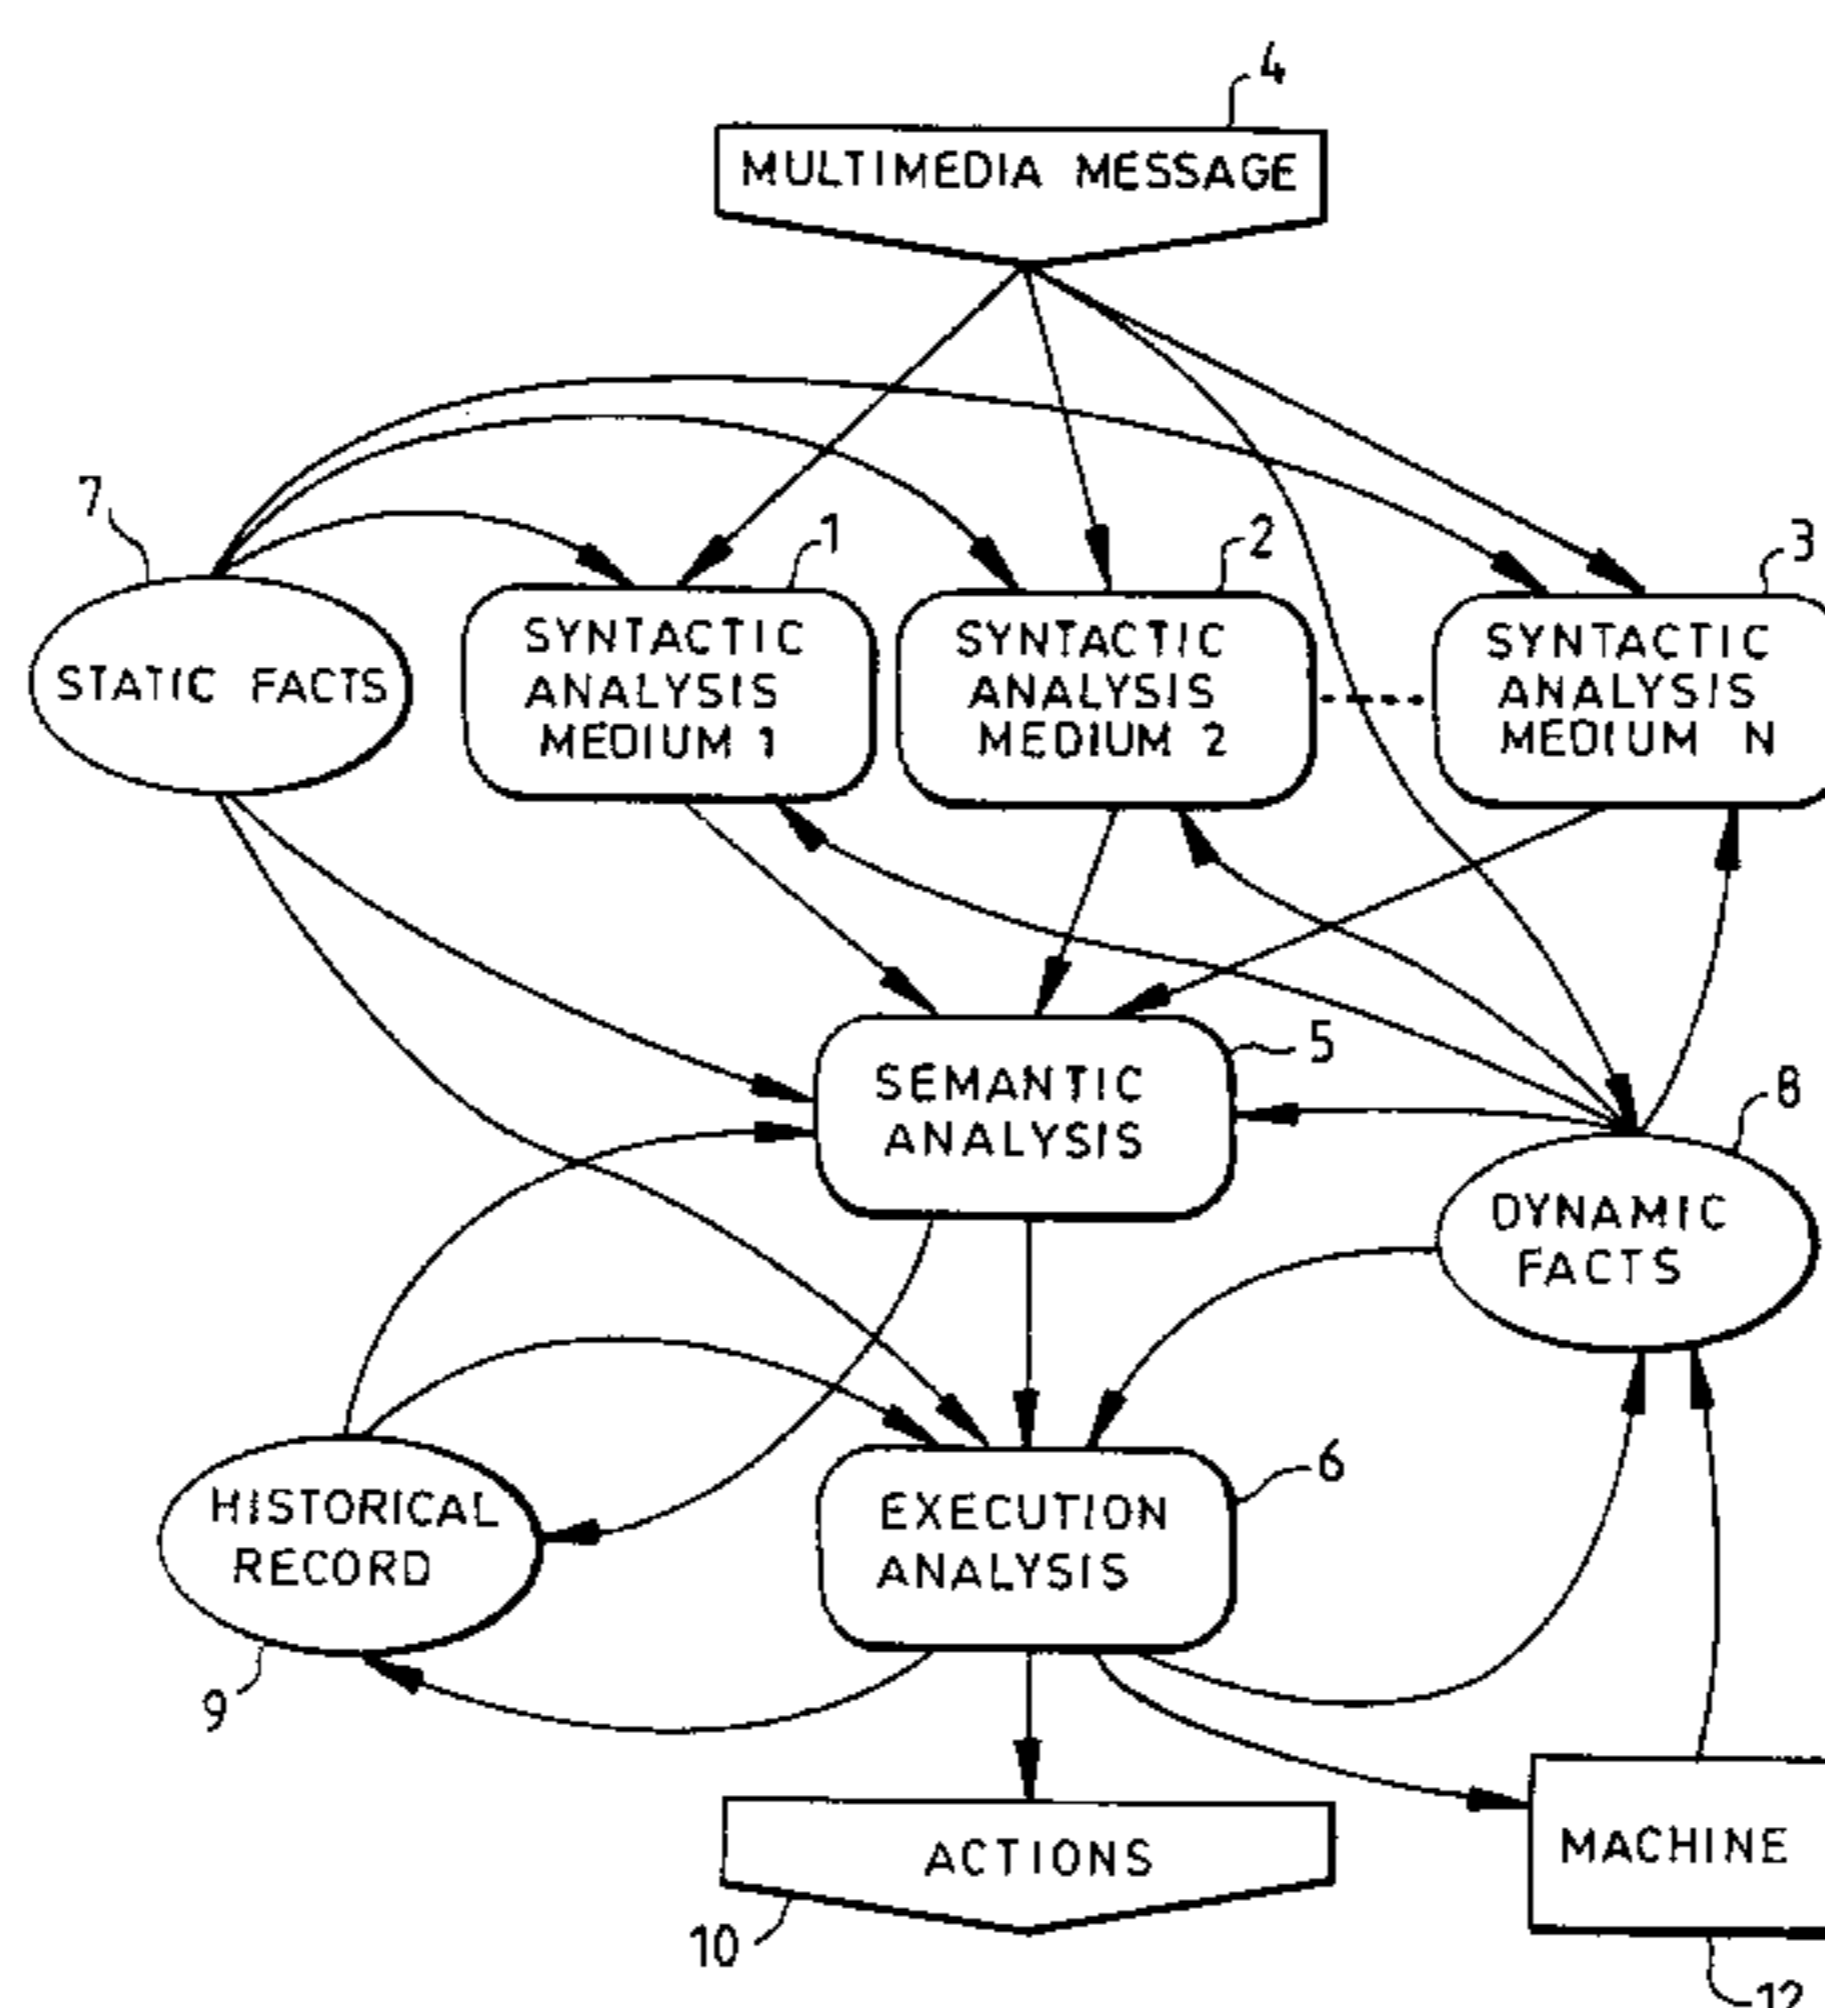 4
MULTIMEDIA MESSAGE
7
1
2
3
STATIC FACTS
SYNTACTIC
ANALYSIS
MEDIUM 1
SYNTACTIC
ANALYSIS
MEDIUM 2
SYNTACTIC
ANALYSIS
MEDIUM N
5
SEMANTIC
ANALYSIS
8
DYNAMIC
FACTS
6
HISTORICAL
RECORD
EXECUTION
ANALYSIS
9
ACTIONS
MACHINE
10
12